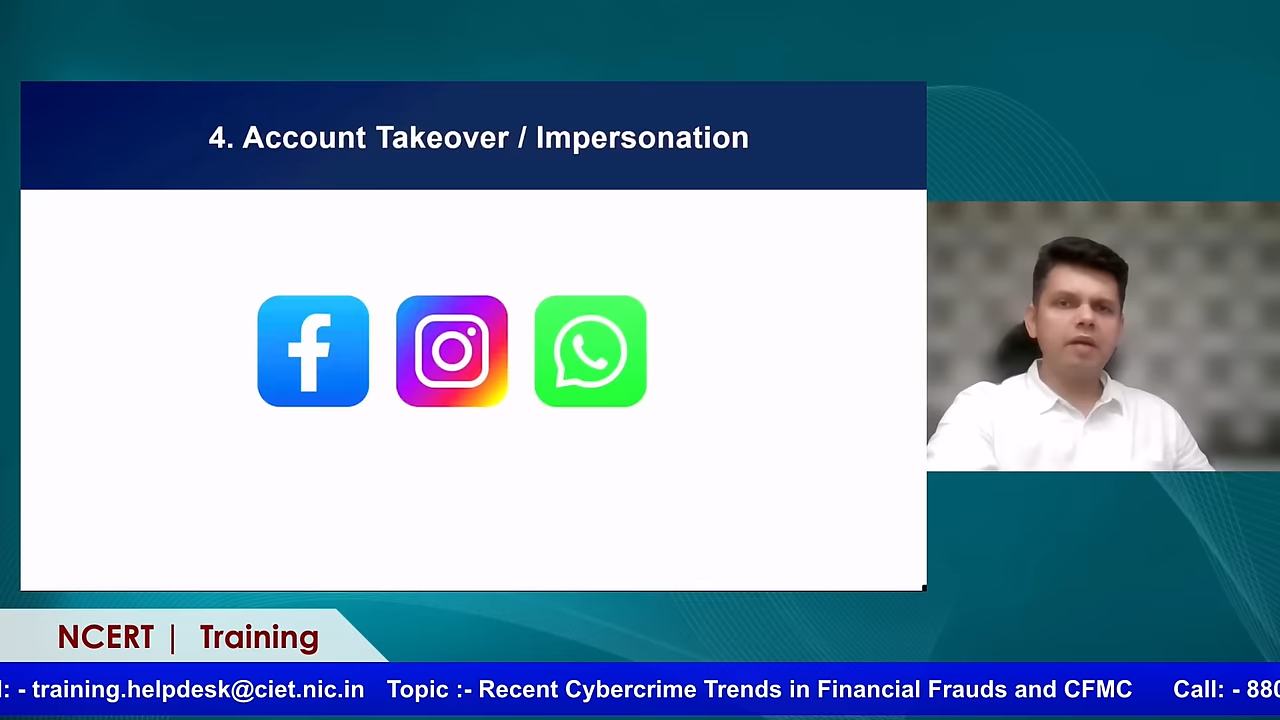 4. Account Takeover / Impersonation
NCERT | Training
: - training.helpdesk@ciet.nic.in Topic :- Recent Cybercrime Trends in Financial Frauds and CFMC Call: - 880